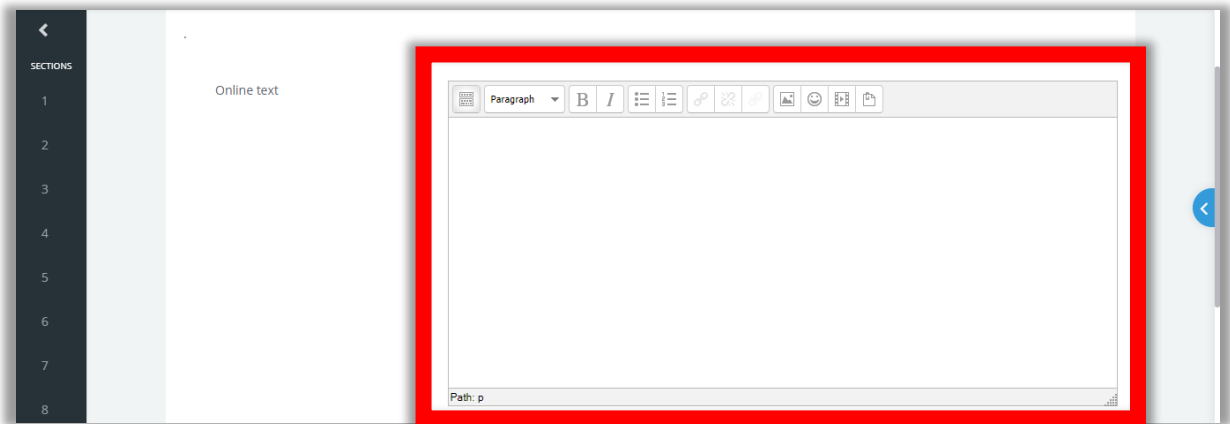 SECTIONS
1
2
3
4
5
6
7
8
.
Online text
Paragraph
B I
Path: p